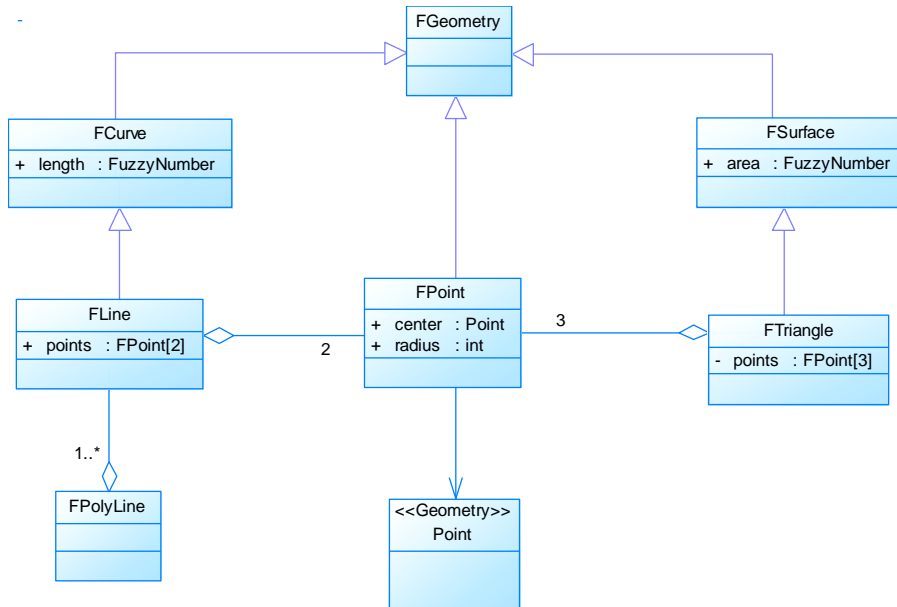 FGeometry
FCurve
+ length : FuzzyNumber
FSurface
+ area : FuzzyNumber
FPoint
+ center : Point
+ radius : int
FLine
+ points : FPoint[2]
2
3
FTriangle
- points : FPoint[3]
1..*
FPolyLine
<<Geometry>>
Point